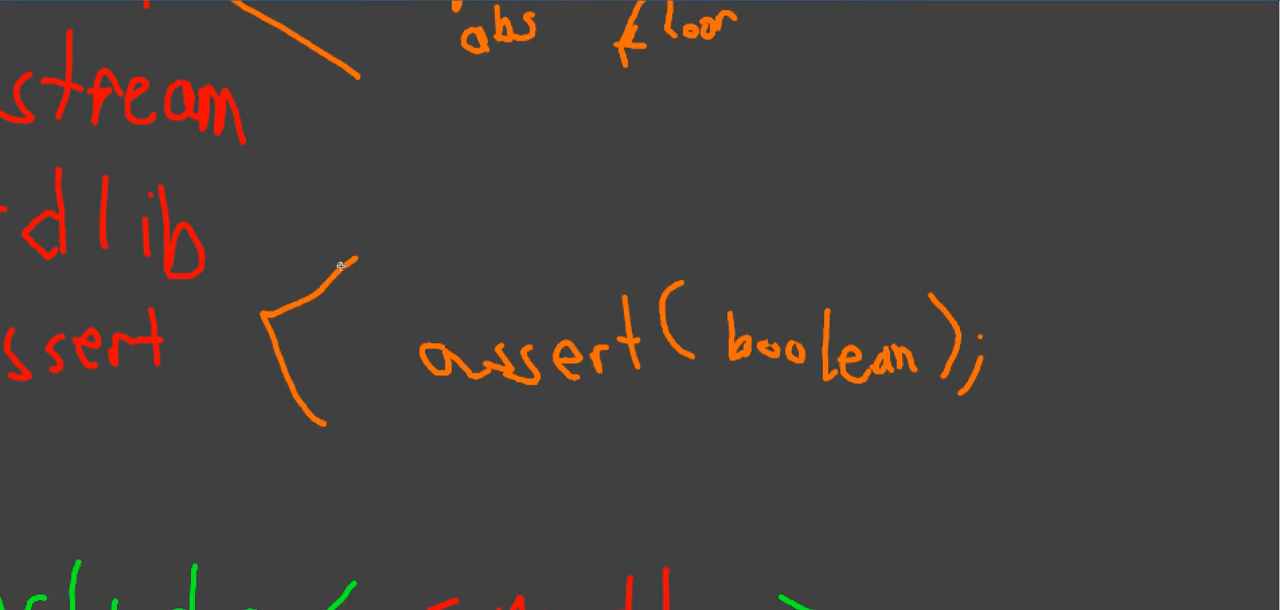 abs floor
stream
dlib
ssert assert(boolean);